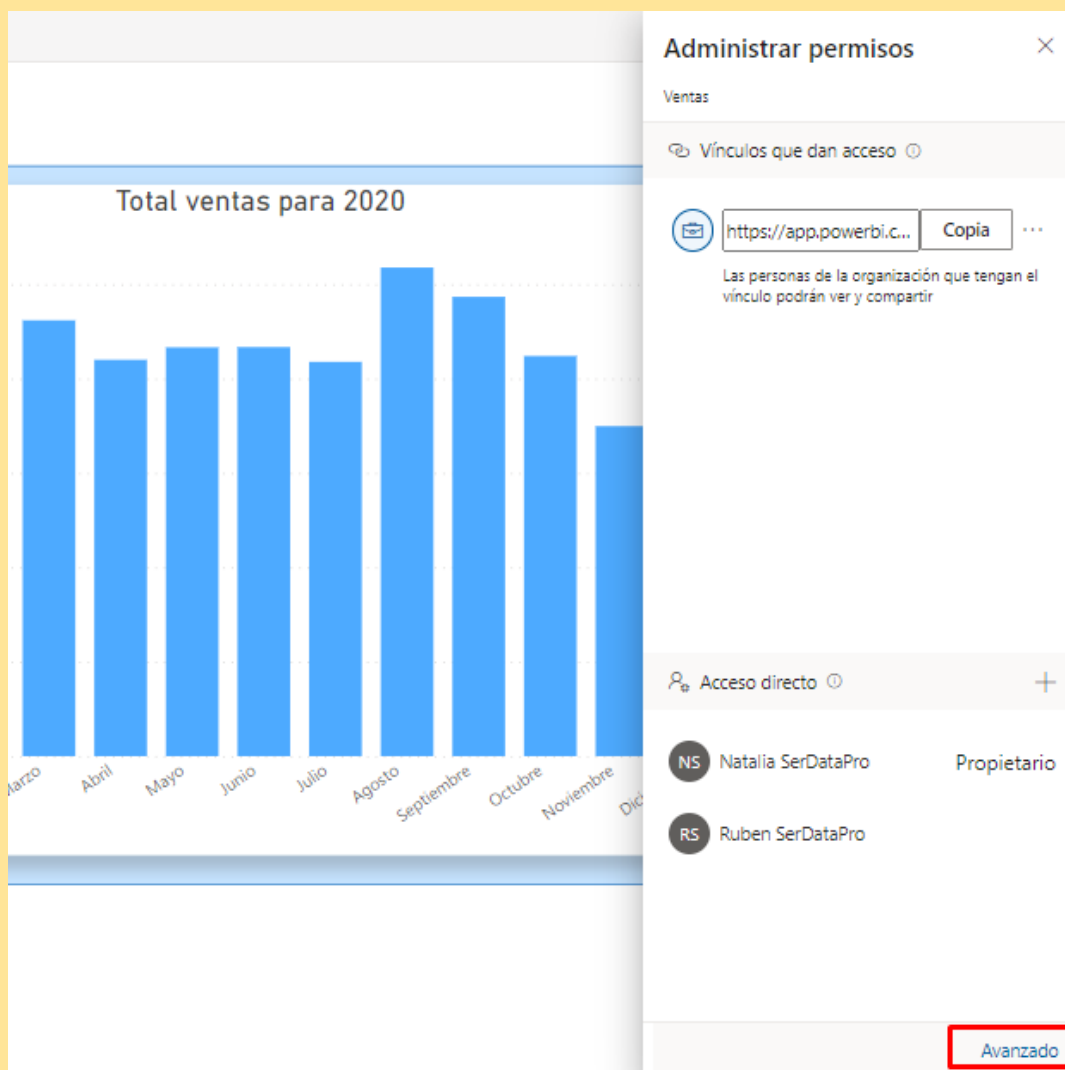 Administrar permisos
Ventas
Vínculos que dan acceso
https://app.powerbi.c...
Copia
Las personas de la organización que tengan el
vínculo podrán ver y compartir
Total ventas para 2020
Abril
Mayo
Junio
Julio
Agosto
Septiembre
Octubre
Noviembre
Acceso directo
NS
Natalia SerDataPro
Propietario
RS
Ruben SerDataPro
Avanzado